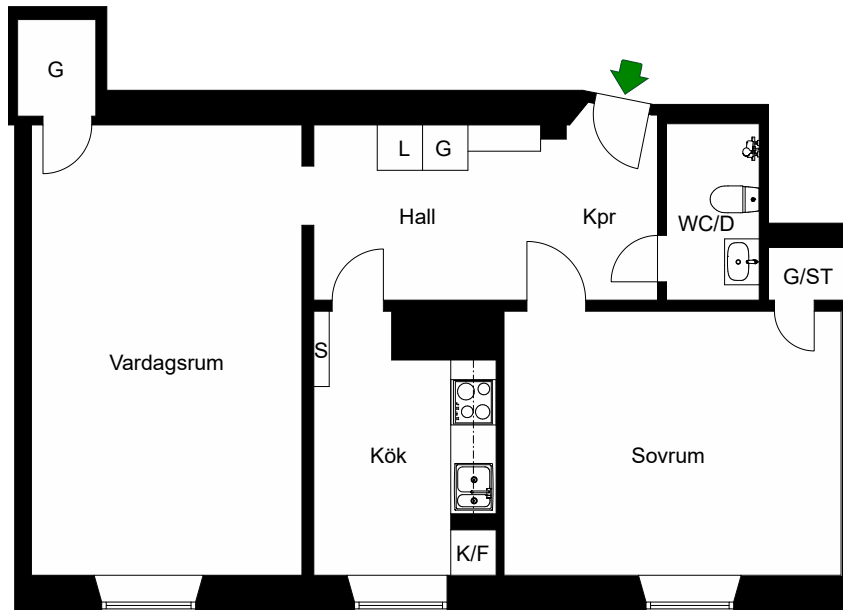 G
L
G
Hall
Kpr
WC/D
G/ST
S
Vardagsrum
Kök
Sovrum
K/F